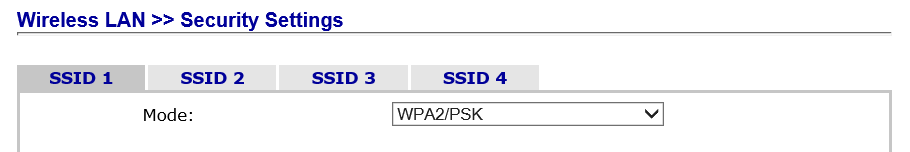 Wireless LAN >> Security Settings
SSID 1 SSID 2 SSID 3 SSID 4
Mode: WPA2/PSK